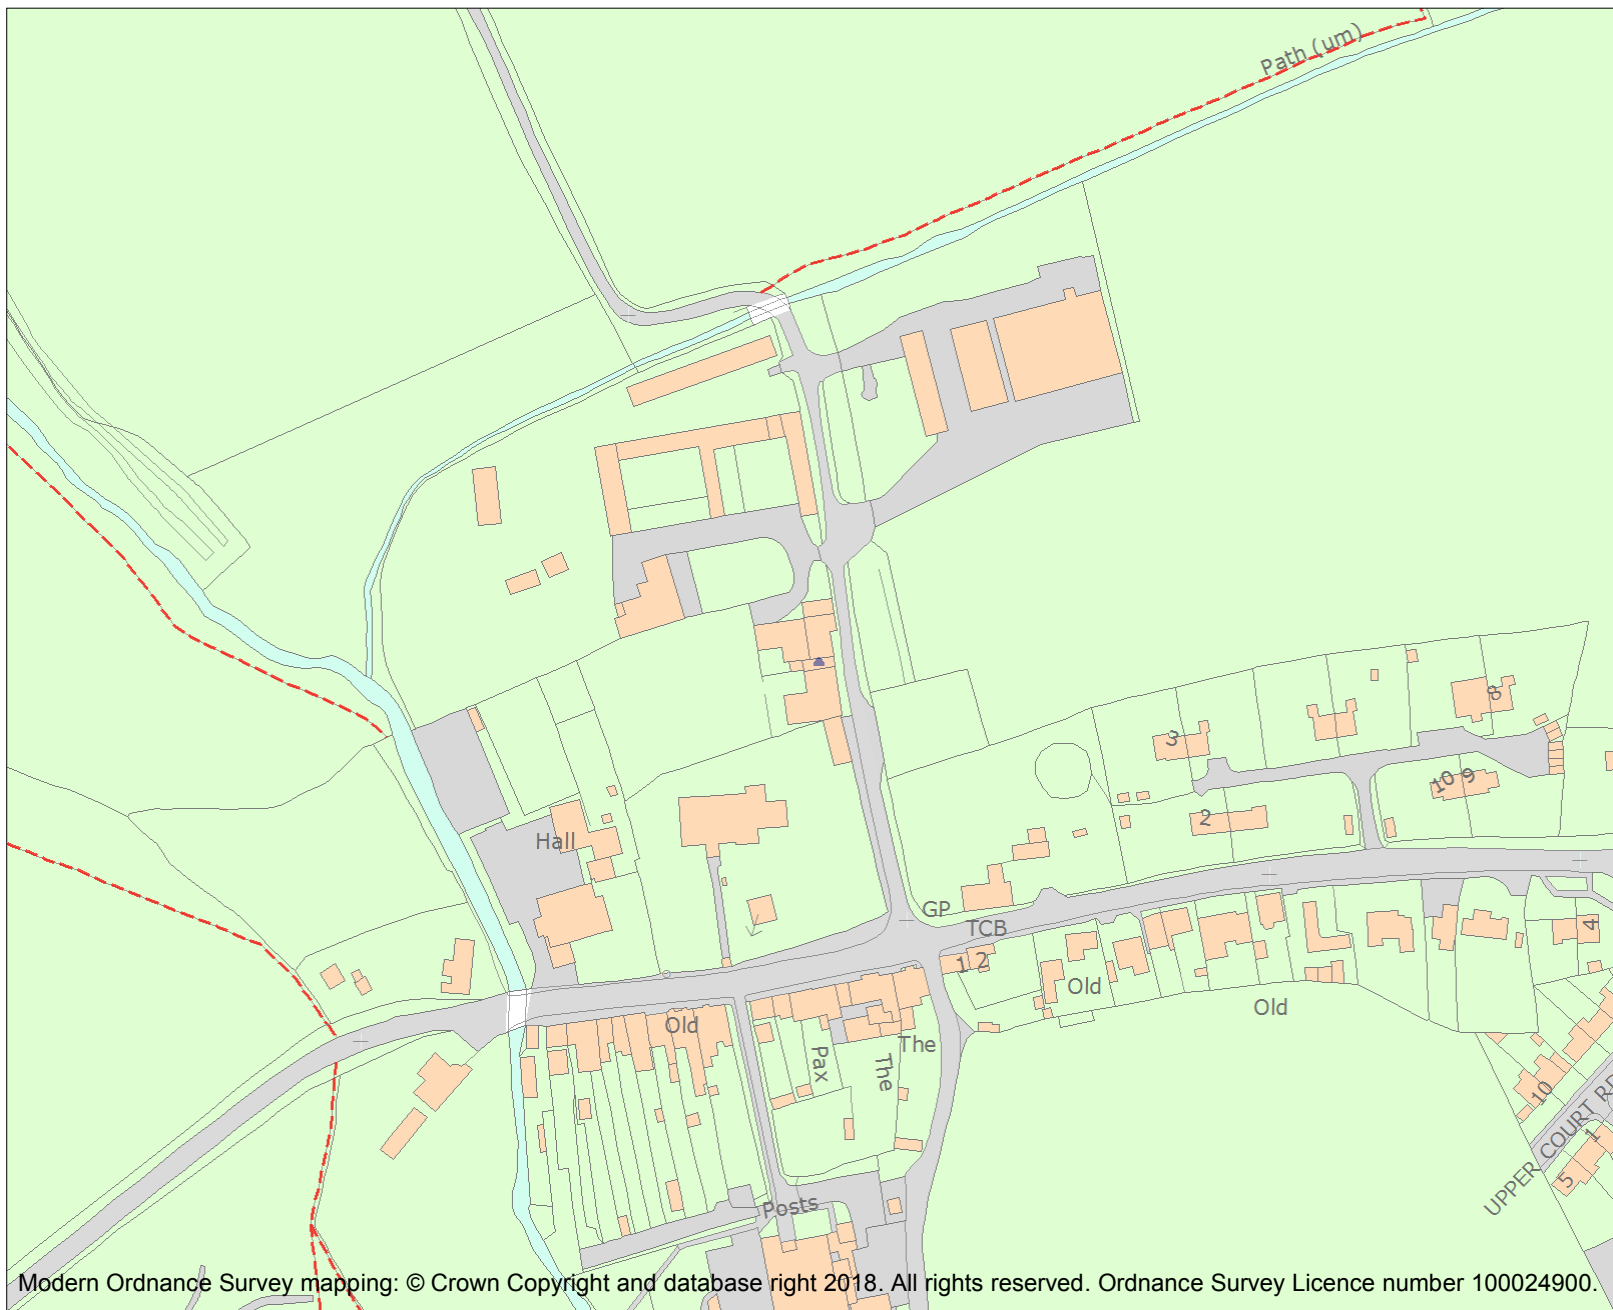 Path (um)
8
3
10
9
2
Hall
GP
TCB
4
1
2
Old
Old
Old
The
Pax
The
10
UPPER COURT RD
1
5
Posts
Modern Ordnance Survey mapping: © Crown Copyright and database right 2018. All rights reserved. Ordnance Survey Licence number 100024900.